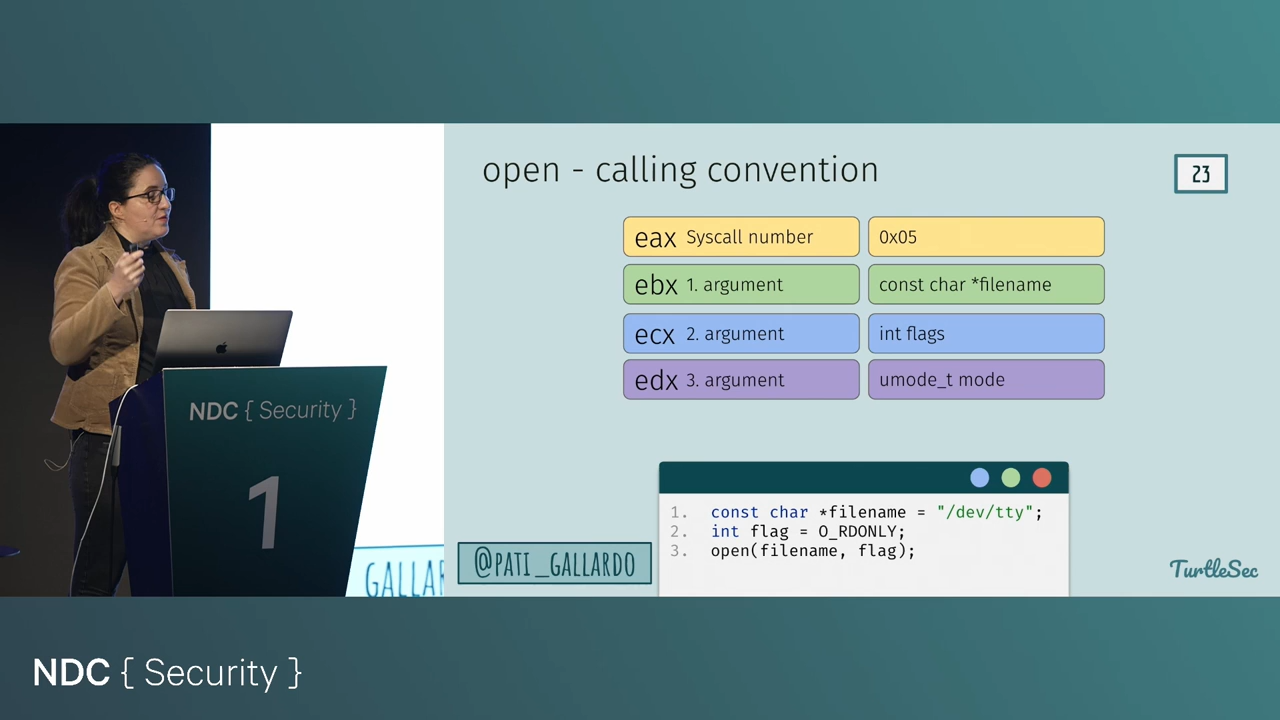 open - calling convention
23
eax Syscall number 0x05
ebx 1. argument const char *filename
ecx 2. argument int flags
edx 3. argument umode_t mode
1. const char *filename = "/dev/tty";
2. int flag = O_RDONLY;
3. open(filename, flag);
@PATI_GALLARDO
TurtleSec
NDC { Security }
1
GALLAR
NDC { Security }